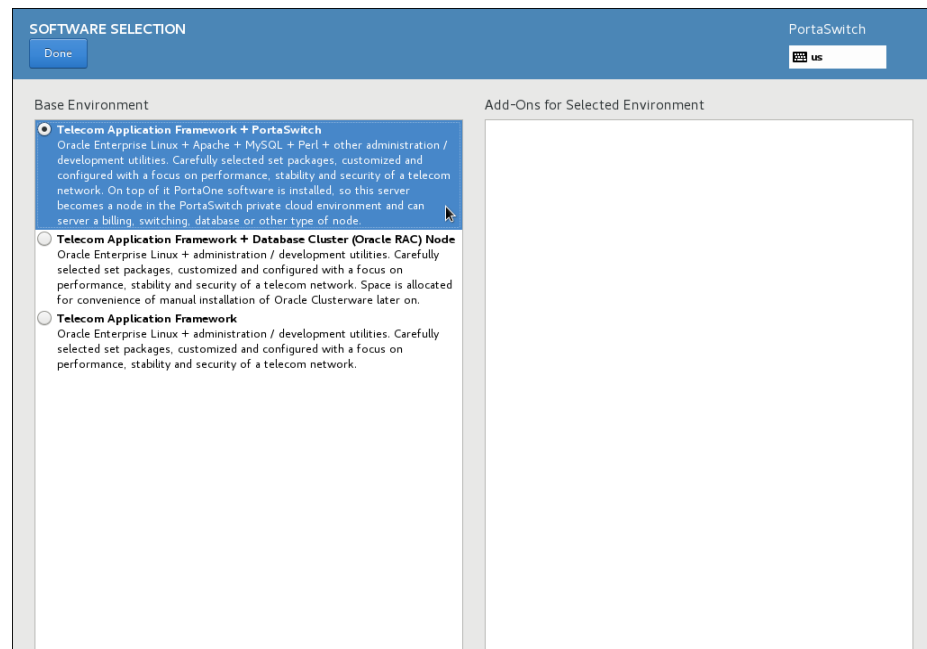 SOFTWARE SELECTION
PortaSwitch
Done
us
Base Environment
Add-Ons for Selected Environment
Telecom Application Framework + PortaSwitch
Oracle Enterprise Linux + Apache + MySQL + Perl + other administration /
development utilities. Carefully selected set packages, customized and
configured with a focus on performance, stability and security of a telecom
network. On top of it PortaOne software is installed, so this server
becomes a node in the PortaSwitch private cloud environment and can
server a billing, switching, database or other type of node.
Telecom Application Framework + Database Cluster (Oracle RAC) Node
Oracle Enterprise Linux + administration / development utilities. Carefully
selected set packages, customized and configured with a focus on
performance, stability and security of a telecom network. Space is allocated
for convenience of manual installation of Oracle Clusterware later on.
Telecom Application Framework
Oracle Enterprise Linux + administration / development utilities. Carefully
selected set packages, customized and configured with a focus on
performance, stability and security of a telecom network.